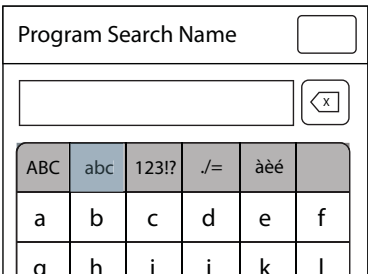 Program Search Name
x
ABC abc 123!? ./= àèé
a b c d e f
g h i j k l